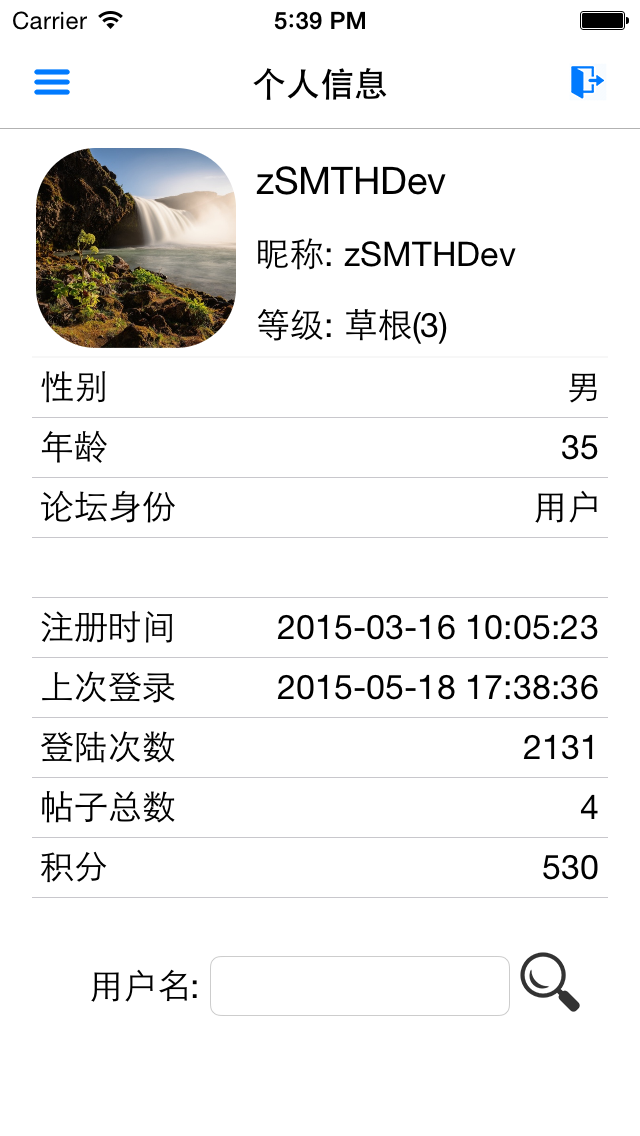 Carrier 5:39 PM
个人信息
zSMTHDev
昵称: zSMTHDev
等级: 草根(3)
性别 男
年龄 35
论坛身份 用户
注册时间 2015-03-16 10:05:23
上次登录 2015-05-18 17:38:36
登陆次数 2131
帖子总数 4
积分 530
用户名: